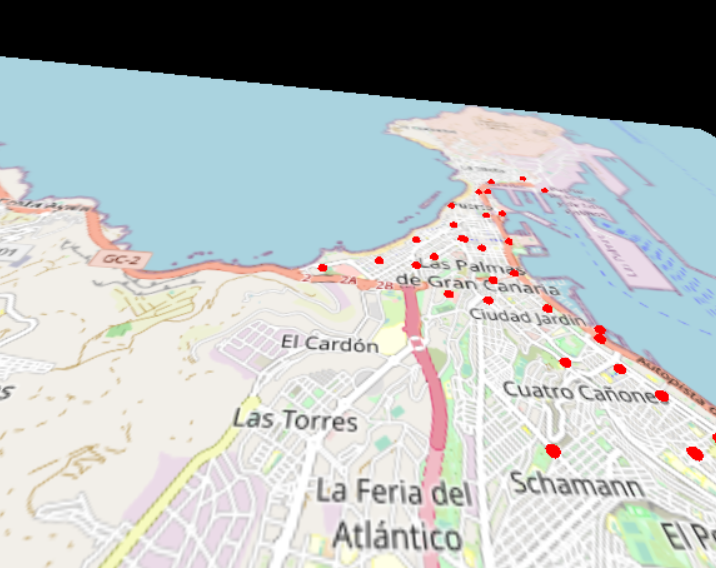 GC-2
2A
2B
Las Palmas
de Gran Canaria
Ciudad Jardín
El Cardón
Cuatro Cañone
Autopista
Las Torres
Schamann
La Feria del
Atlántico
El P